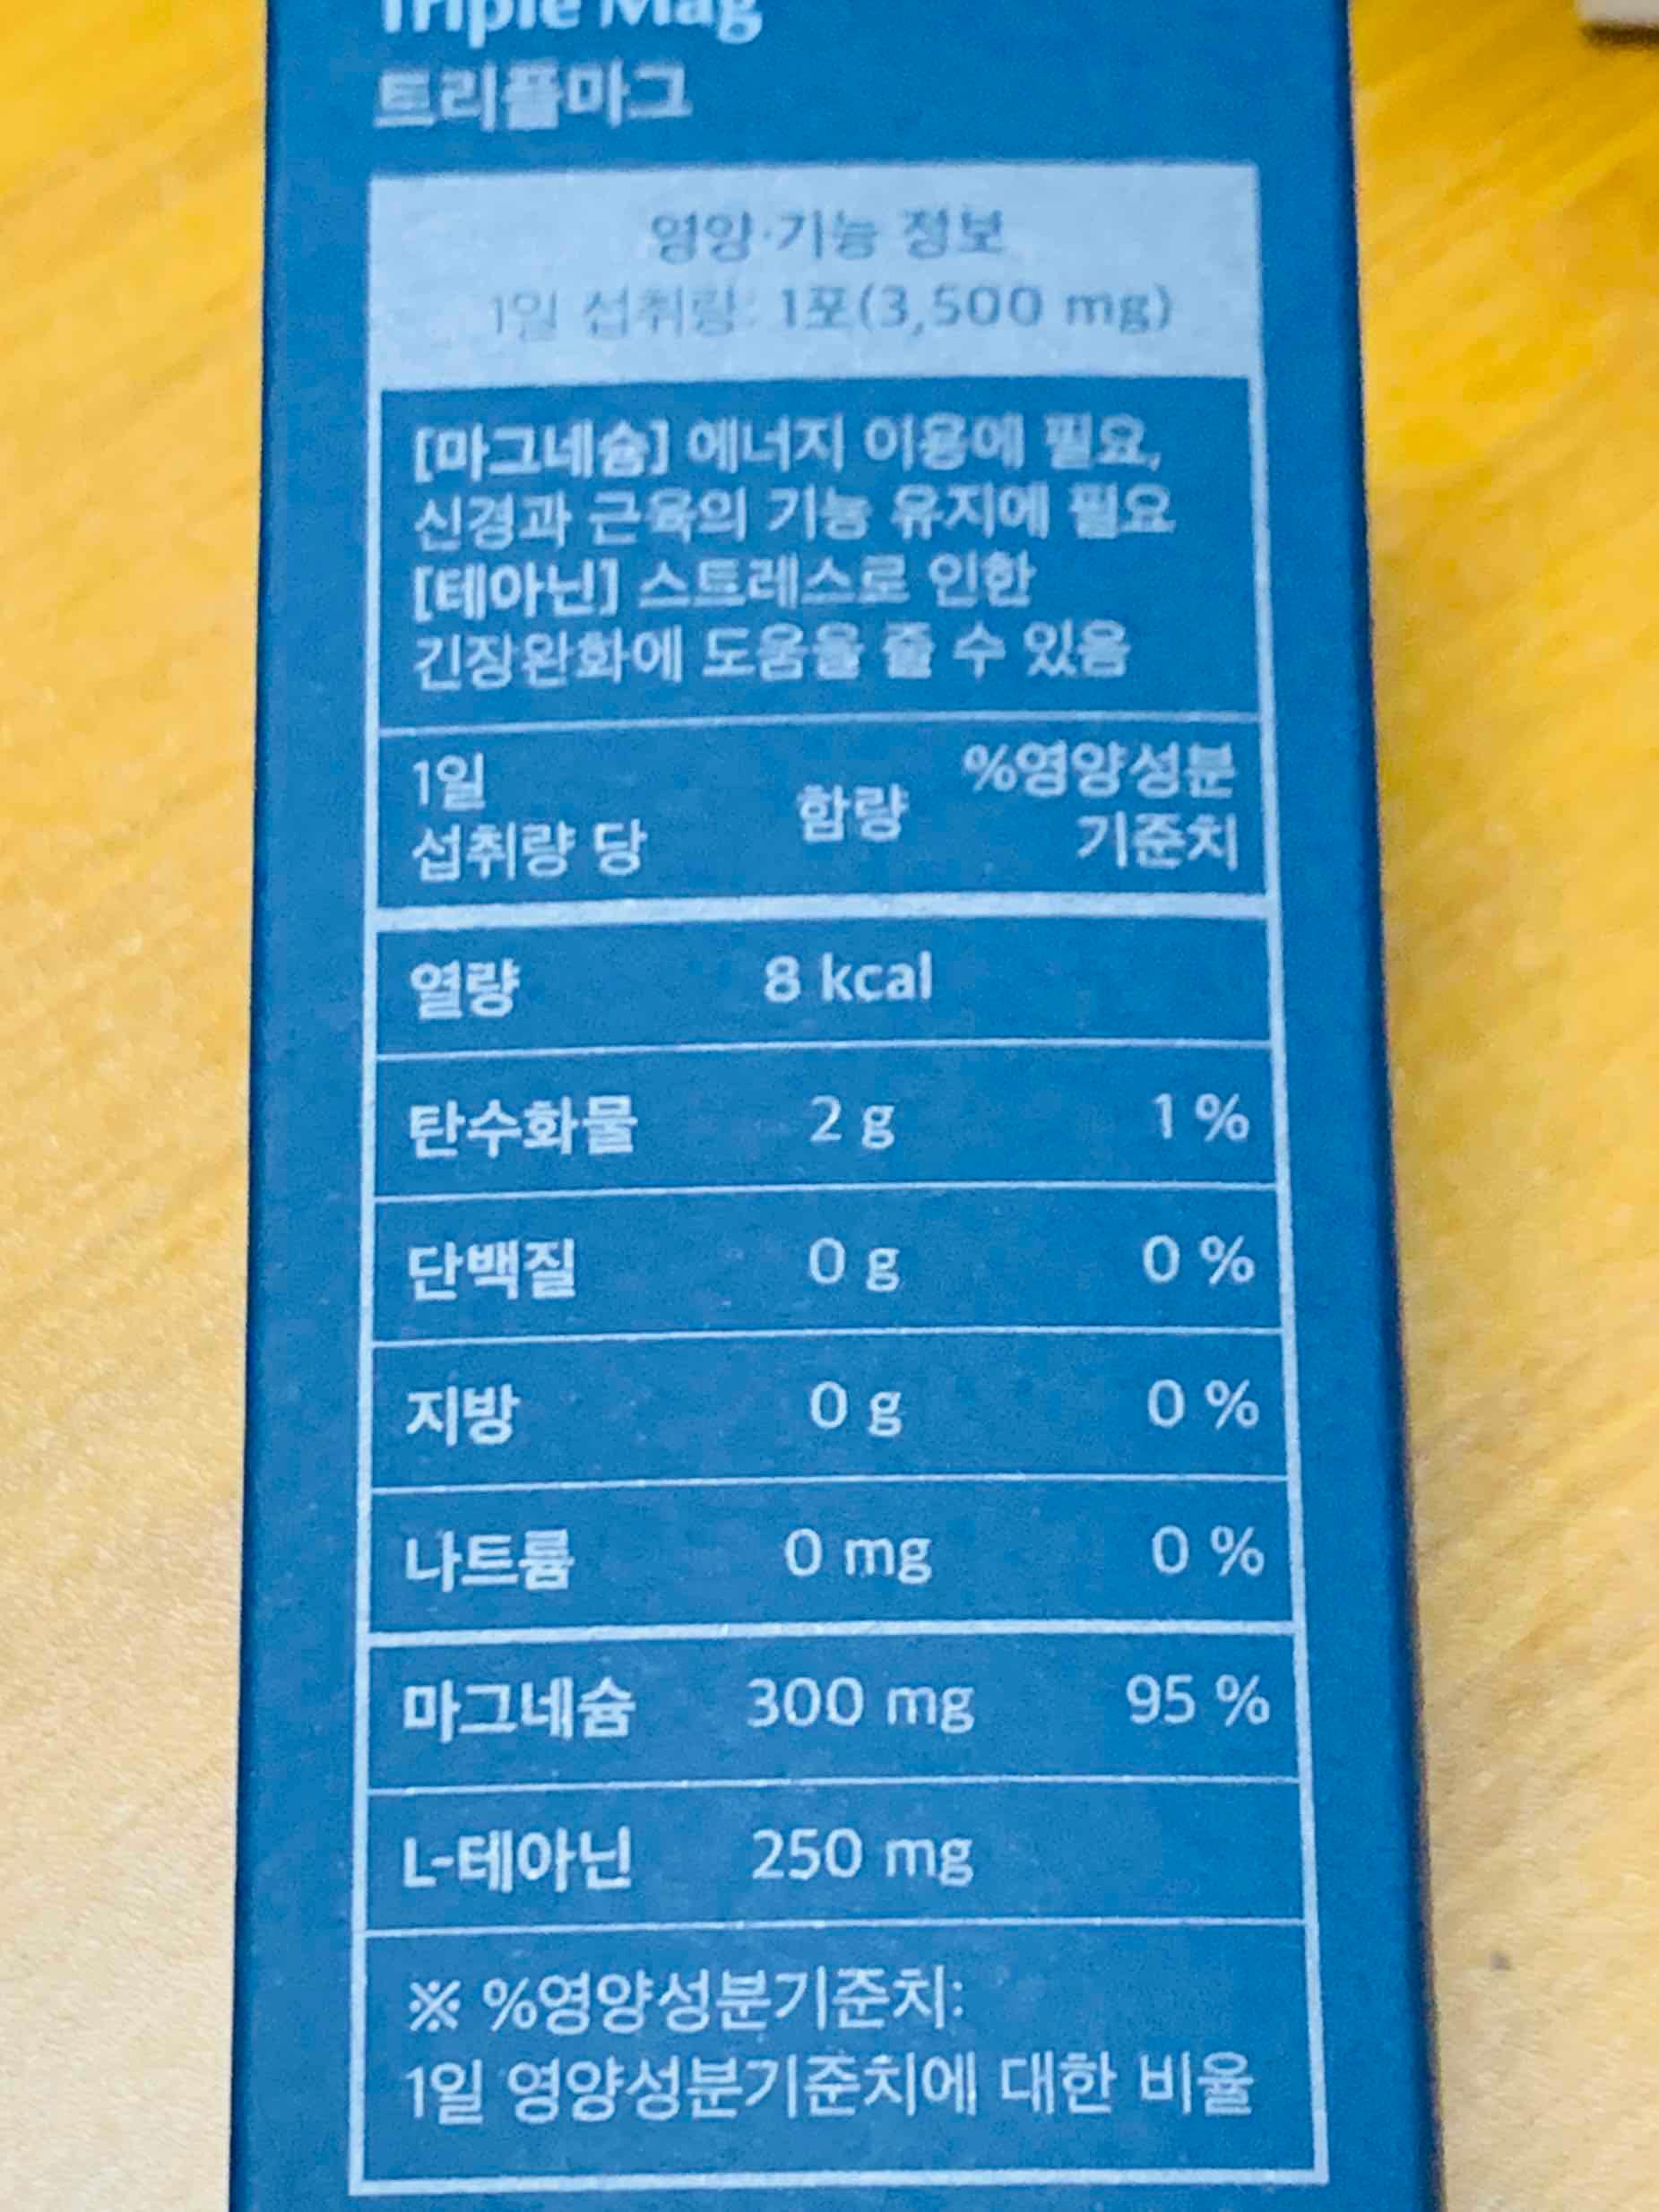 Triple Mag
트리플마그
영양·기능 정보
1일 섭취량: 1포(3,500 mg)
[마그네슘] 에너지 이용에 필요,
신경과 근육의 기능 유지에 필요
[테아닌] 스트레스로 인한
긴장완화에 도움을 줄 수 있음
1일
섭취량 당 함량 %영양성분
기준치
열량 8 kcal
탄수화물 2 g 1 %
단백질 0 g 0 %
지방 0 g 0 %
나트륨 0 mg 0 %
마그네슘 300 mg 95 %
L-테아닌 250 mg
※ %영양성분기준치:
1일 영양성분기준치에 대한 비율